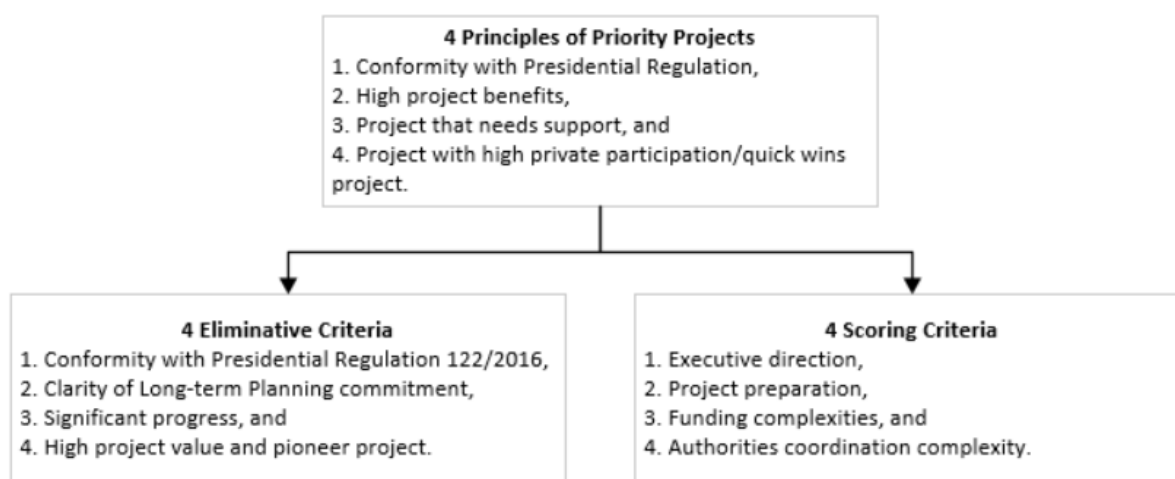 4 Principles of Priority Projects
1. Conformity with Presidential Regulation,
2. High project benefits,
3. Project that needs support, and
4. Project with high private participation/quick wins
project.
4 Eliminative Criteria
1. Conformity with Presidential Regulation 122/2016,
2. Clarity of Long-term Planning commitment,
3. Significant progress, and
4. High project value and pioneer project.
4 Scoring Criteria
1. Executive direction,
2. Project preparation,
3. Funding complexities, and
4. Authorities coordination complexity.